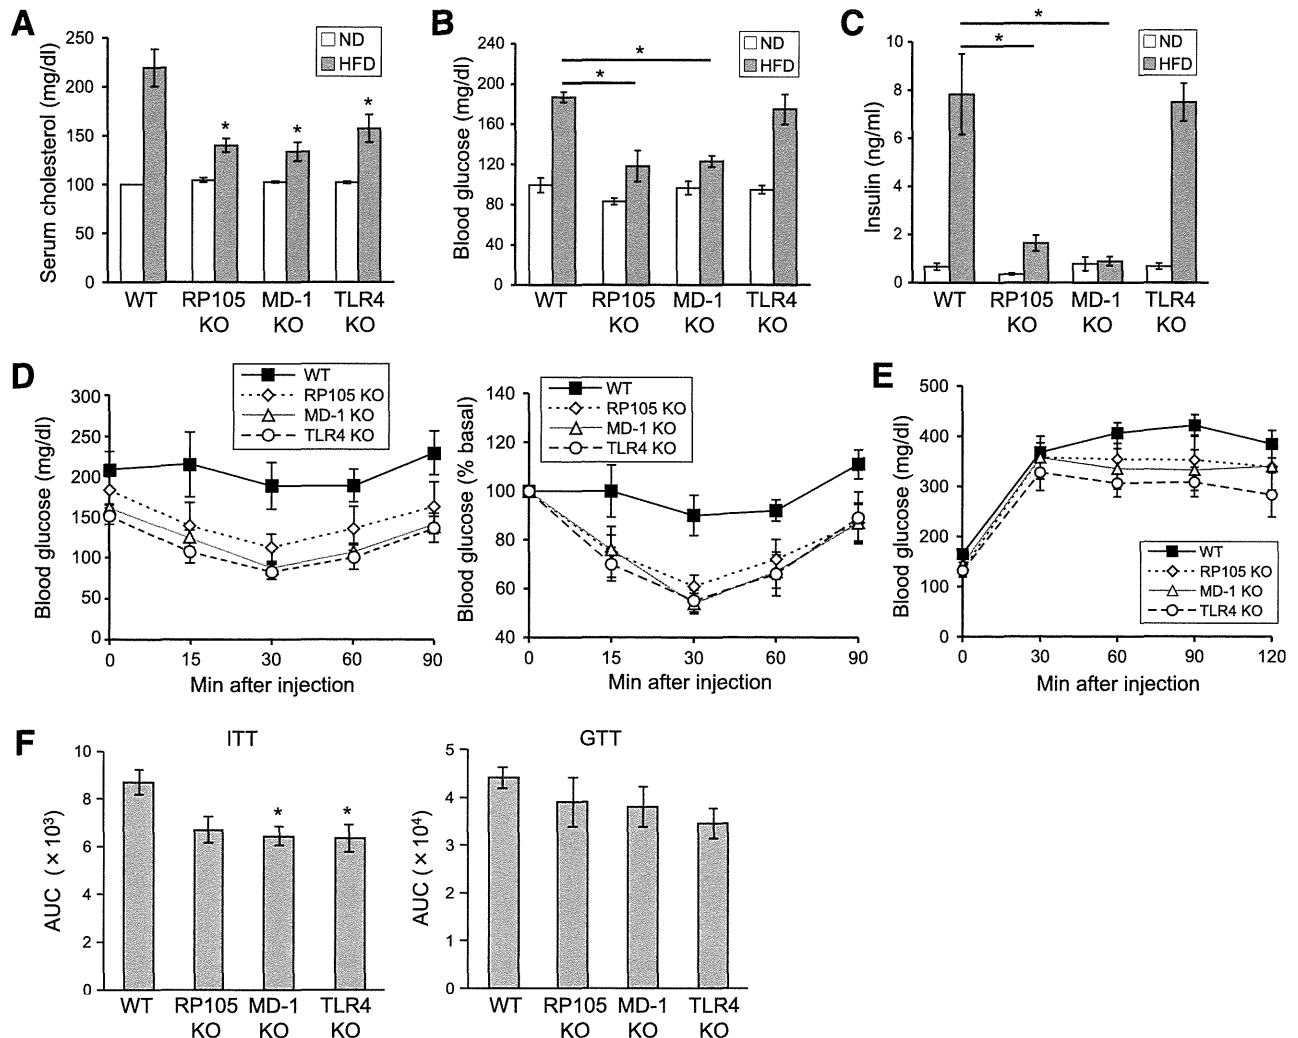 A
Serum cholesterol (mg/dl)
250
200
150
100
50
0
ND
HFD
*
*
*
WT
RP105 KO
MD-1 KO
TLR4 KO
B
Blood glucose (mg/dl)
240
200
160
120
80
40
0
ND
HFD
*
*
WT
RP105 KO
MD-1 KO
TLR4 KO
C
Insulin (ng/ml)
10
8
6
4
2
0
ND
HFD
*
*
WT
RP105 KO
MD-1 KO
TLR4 KO
D
Blood glucose (mg/dl)
300
250
200
150
100
50
0
WT
RP105 KO
MD-1 KO
TLR4 KO
0 15 30 60 90
Min after injection
Blood glucose (% basal)
140
120
100
80
60
40
WT
RP105 KO
MD-1 KO
TLR4 KO
0 15 30 60 90
Min after injection
E
Blood glucose (mg/dl)
500
400
300
200
100
0
WT
RP105 KO
MD-1 KO
TLR4 KO
0 30 60 90 120
Min after injection
F
ITT
AUC (×10³)
10
8
6
4
2
0
*
*
WT
RP105 KO
MD-1 KO
TLR4 KO
GTT
AUC (×10⁴)
5
4
3
2
1
0
WT
RP105 KO
MD-1 KO
TLR4 KO